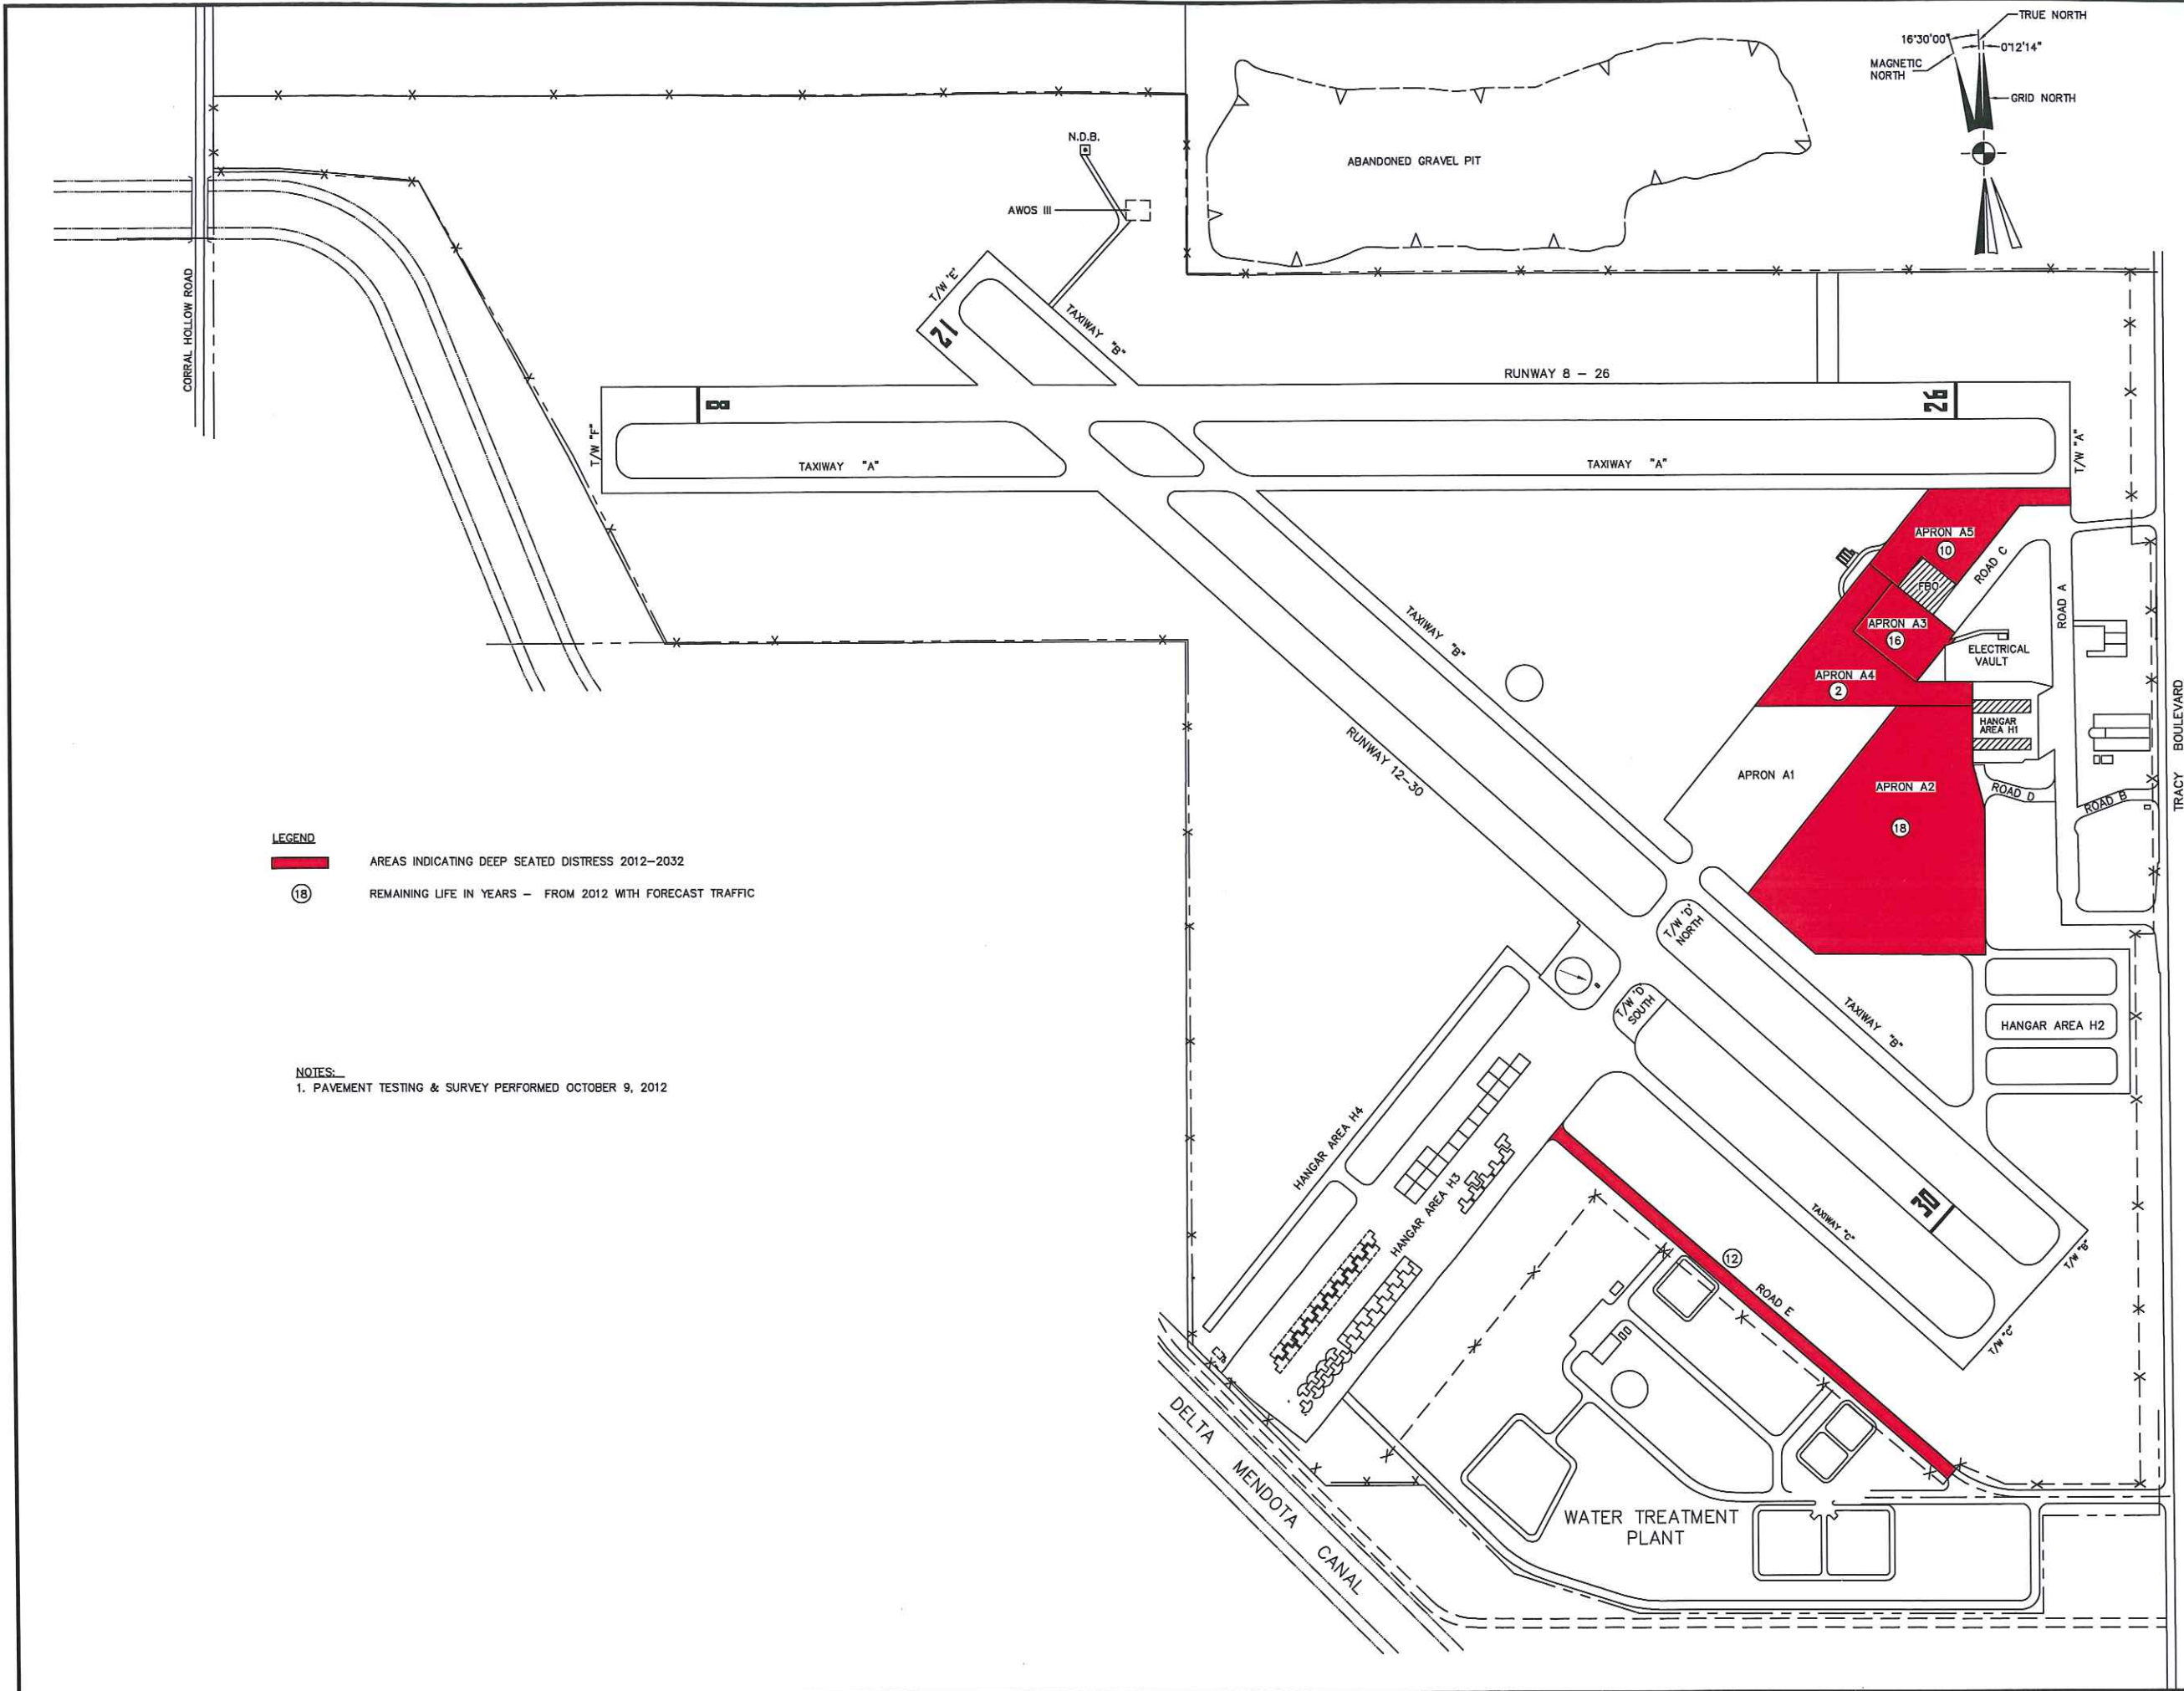 TRUE NORTH
16°30'00"
0°12'14"
MAGNETIC
NORTH
GRID NORTH
N.D.B.
ABANDONED GRAVEL PIT
AWOS III
CORRAL HOLLOW ROAD
T/W 'E'
12
TAXIWAY "B"
RUNWAY 8 - 26
8
26
T/W "F"
TAXIWAY "A"
TAXIWAY "A"
T/W "A"
APRON A5
10
FBO
ROAD C
ROAD A
TAXIWAY "B"
APRON A3
16
ELECTRICAL
VAULT
APRON A4
2
HANGAR
AREA H1
TRACY BOULEVARD
RUNWAY 12-30
APRON A1
APRON A2
ROAD D
ROAD B
18
LEGEND
AREAS INDICATING DEEP SEATED DISTRESS 2012-2032
18
REMAINING LIFE IN YEARS - FROM 2012 WITH FORECAST TRAFFIC
T/W 'D'
NORTH
T/W 'D'
SOUTH
TAXIWAY "B"
HANGAR AREA H2
NOTES:
1. PAVEMENT TESTING & SURVEY PERFORMED OCTOBER 9, 2012
HANGAR AREA H4
HANGAR AREA H3
30
TAXIWAY "C"
12
ROAD E
T/W "B"
T/W "C"
DELTA MENDOTA CANAL
WATER TREATMENT
PLANT